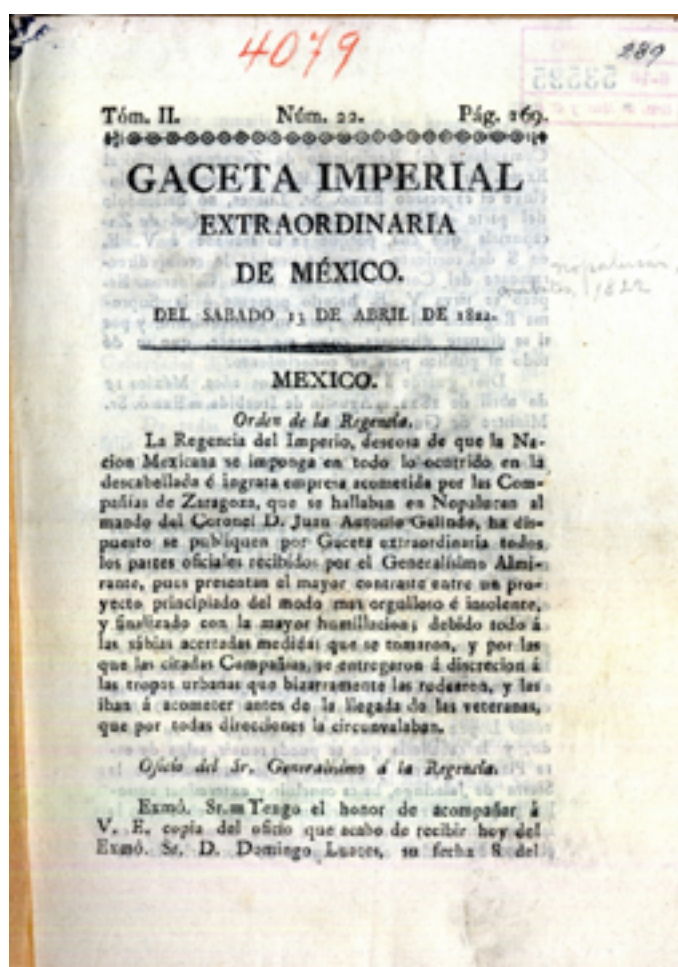 4079
289
53595
Tóm. II. Núm. 22. Pág. 169.
GACETA IMPERIAL
EXTRAORDINARIA
DE MÉXICO.
DEL SABADO 13 DE ABRIL DE 1822.
Nopaluca,
1822
MEXICO.
Orden de la Regencia.
La Regencia del Imperio, deseosa de que la Na-
cion Mexicana se imponga en todo lo ocurrido en la
descabellada é ingrata empresa acometida por las Com-
pañías de Zaragoza, que se hallaban en Nopalucan al
mando del Coronel D. Juan Antonio Galindo, ha dis-
puesto se publiquen por Gaceta extraordinaria todos
los partes oficiales recibidos por el Generalísimo Almi-
rante, pues presentan el mayor contraste entre un pro-
yecto principiado del modo mas orgulloso é insolente,
y finalizado con la mayor humillacion; debido todo á
las sábias acertadas medidas que se tomaron, y por las
que las citadas Compañias, se entregaron á discrecion á
las tropas urbanas que bizarramente las rodearon, y las
iban á acometer antes de la llegada de las veteranas,
que por todas direcciones la circunvalaban.
Oficio del Sr. Generalísimo á la Regencia.
Exmô. Sr.=Tengo el honor de acompañar á
V. E. copia del oficio que acabo de recibir hoy del
Exmô. Sr. D. Domingo Luaces, su fecha 8 del